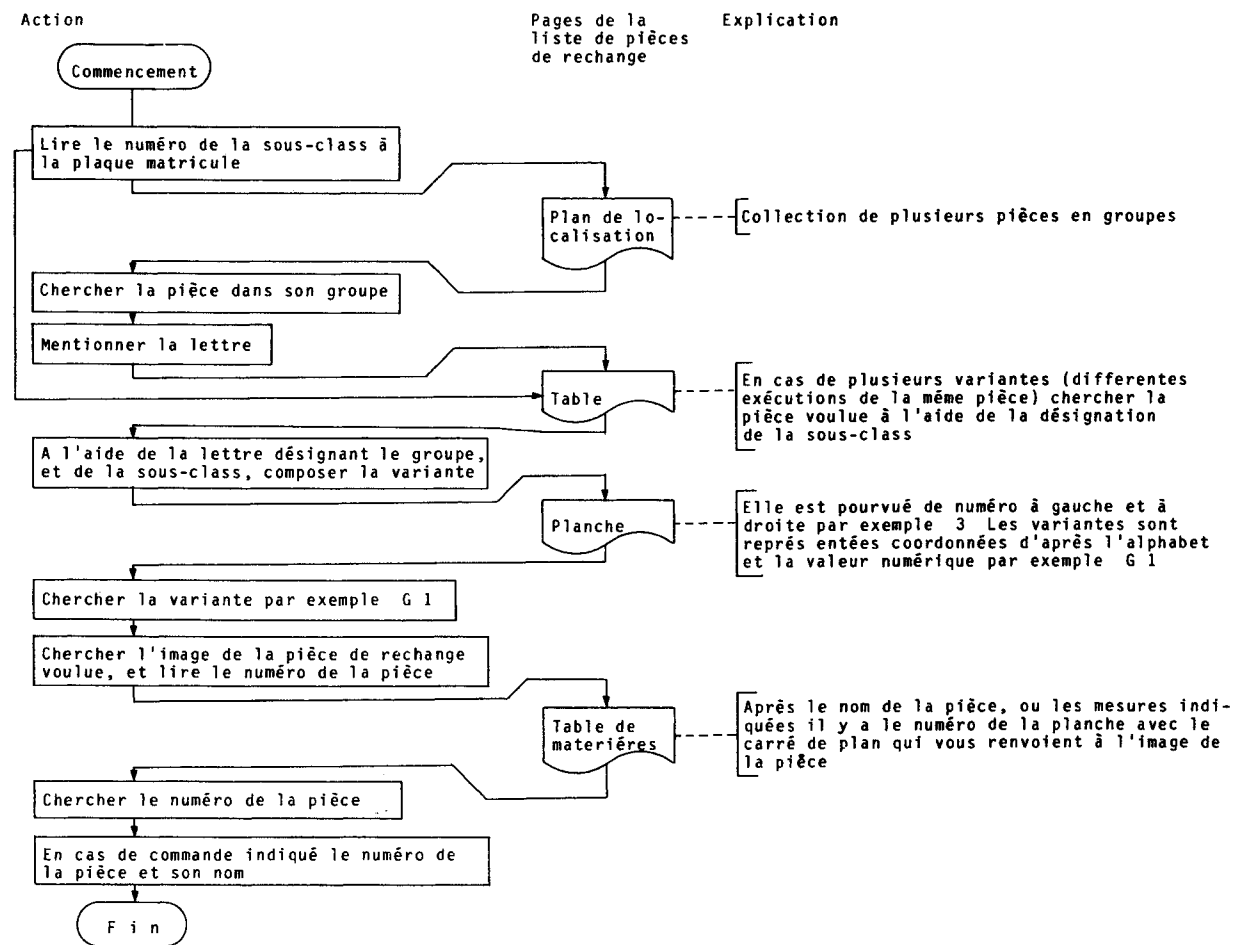 Action
Pages de la
liste de pièces
de rechange
Explication
Commencement
Lire le numéro de la sous-class à
la plaque matricule
Plan de lo-
calisation
Collection de plusieurs pièces en groupes
Chercher la pièce dans son groupe
Mentionner la lettre
Table
En cas de plusieurs variantes (differentes
exécutions de la méme pièce) chercher la
pièce voulue à l'aide de la désignation
de la sous-class
A l'aide de la lettre désignant le groupe,
et de la sous-class, composer la variante
Planche
Elle est pourvué de numéro à gauche et à
droite par exemple 3 Les variantes sont
représ entées coordonnées d'après l'alphabet
et la valeur numérique par exemple G 1
Chercher la variante par exemple G 1
Chercher l'image de la pièce de rechange
voulue, et lire le numéro de la pièce
Table de
materiéres
Après le nom de la pièce, ou les mesures indi-
quées il y a le numéro de la planche avec le
carré de plan qui vous renvoient à l'image de
la pièce
Chercher le numéro de la pièce
En cas de commande indiqué le numéro de
la pièce et son nom
F i n